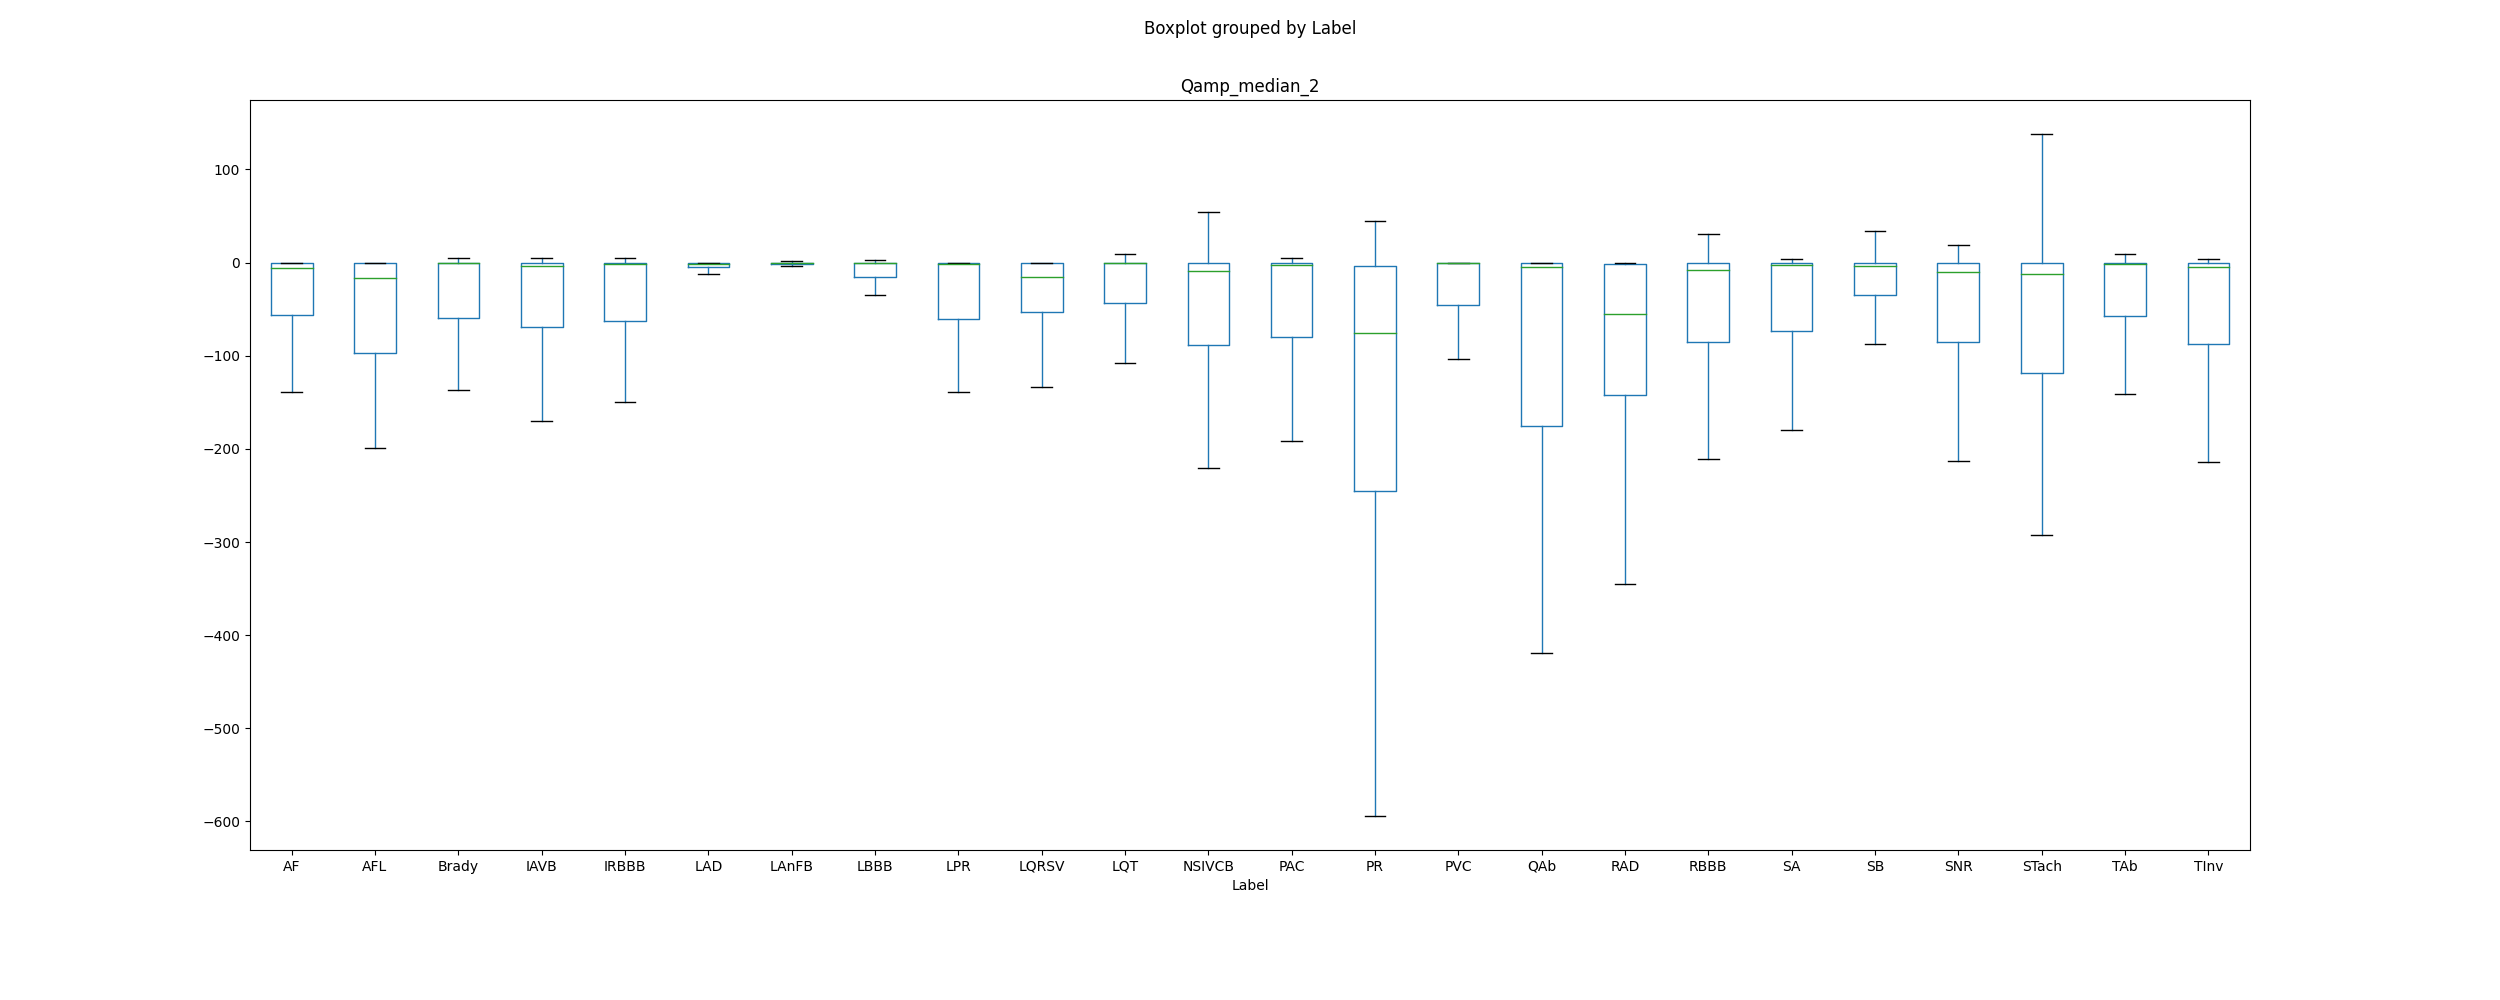 Boxplot grouped by Label
Qamp_median_2
100
0
−100
−200
−300
−400
−500
−600
AF AFL Brady IAVB IRBBB LAD LAnFB LBBB LPR LQRSV LQT NSIVCB PAC PR PVC QAb RAD RBBB SA SB SNR STach TAb TInv
Label